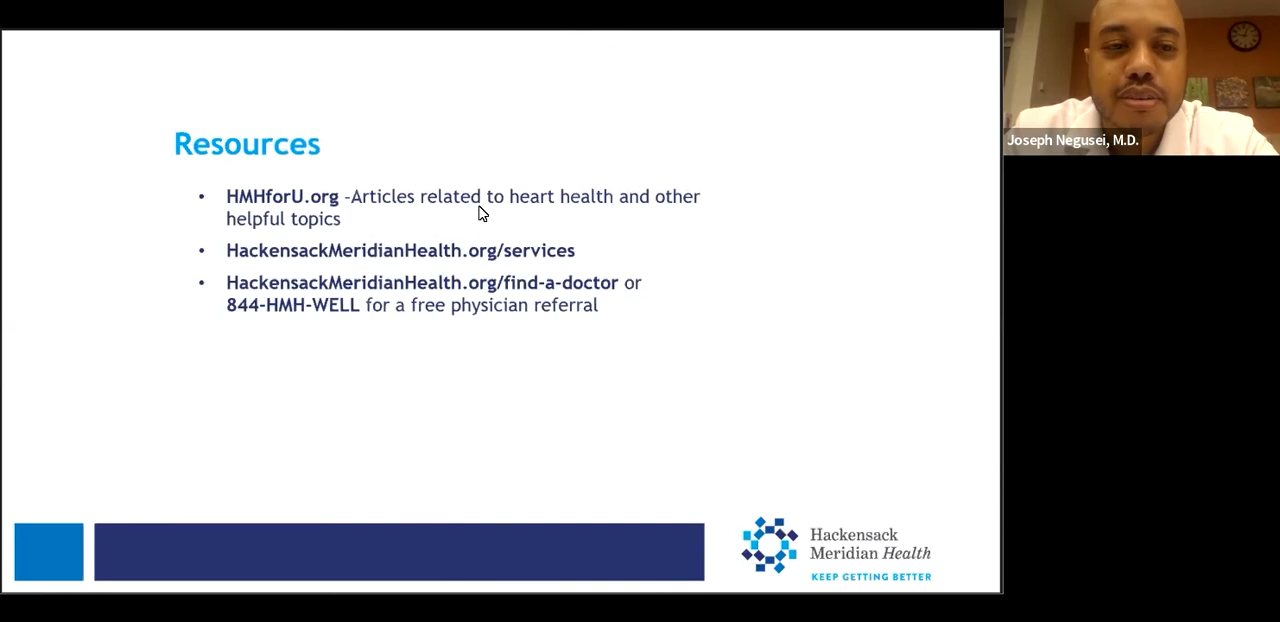 Resources
• HMHforU.org –Articles related to heart health and other
helpful topics
• HackensackMeridianHealth.org/services
• HackensackMeridianHealth.org/find-a-doctor or
844-HMH-WELL for a free physician referral
Hackensack
Meridian Health
KEEP GETTING BETTER
Joseph Negusei, M.D.